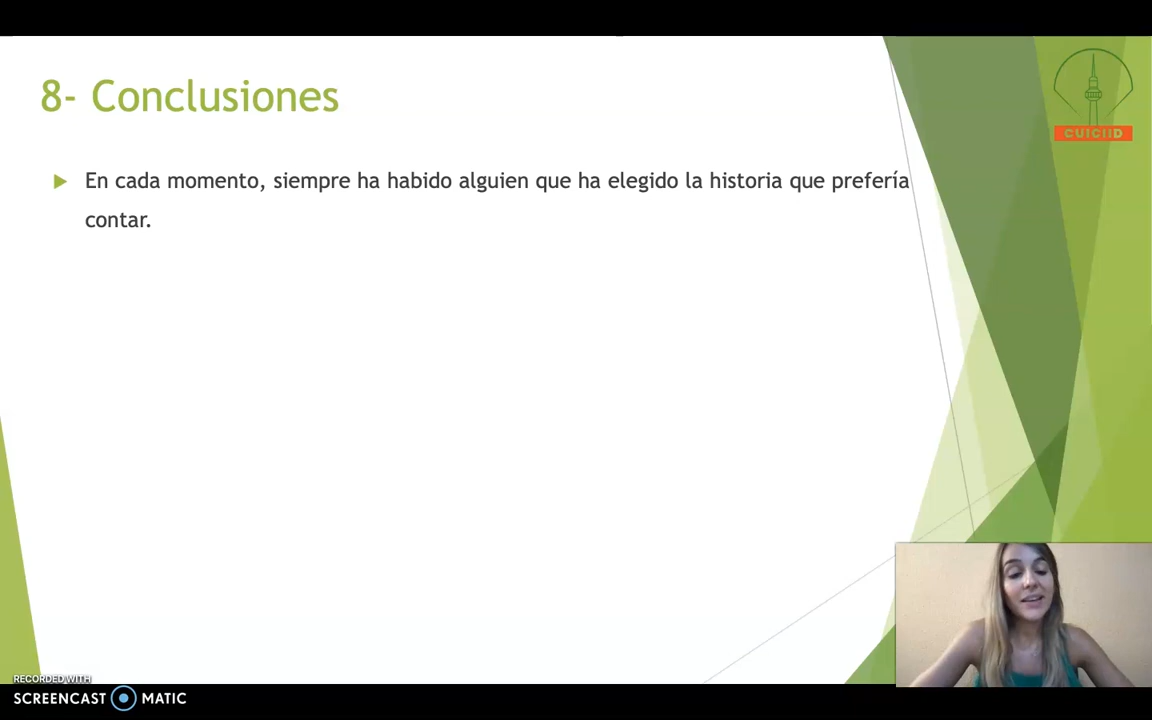 8- Conclusiones
CUICIID
En cada momento, siempre ha habido alguien que ha elegido la historia que prefería
contar.
RECORDED WITH
SCREENCAST MATIC